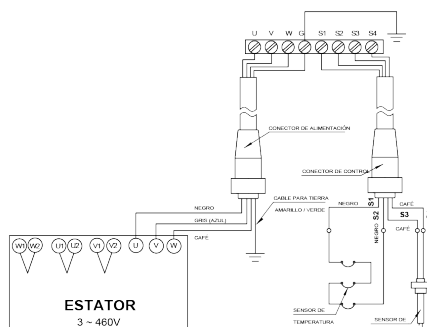 U V W G S1 S2 S3 S4
CONECTOR DE ALIMENTACIÓN
CONECTOR DE CONTROL
NEGRO
GRIS (AZUL)
CAFÉ
CABLE PARA TIERRA
AMARILLO / VERDE
NEGRO
S1
S2
NEGRO
CAFÉ
S3
CAFÉ
W1 W2 U1 U2 V1 V2 U V W
ESTATOR
3 ~ 460V
SENSOR DE
TEMPERATURA
SENSOR DE